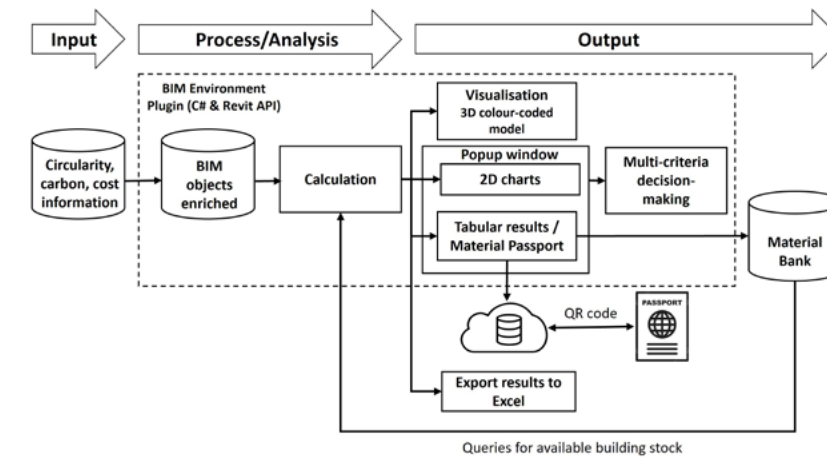 Input
Process/Analysis
Output
BIM Environment
Plugin (C# & Revit API)
Visualisation
3D colour-coded
model
Popup window
2D charts
Multi-criteria
decision-
making
Circularity,
carbon, cost
information
BIM
objects
enriched
Calculation
Tabular results /
Material Passport
Material
Bank
QR code
PASSPORT
Export results to
Excel
Queries for available building stock